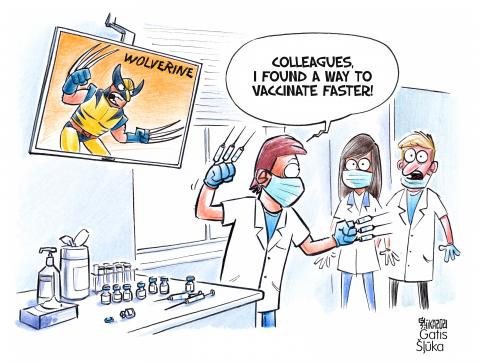 WOLVERINE
COLLEAGUES,
I FOUND A WAY TO
VACCINATE FASTER!
Gatis
Šļūka